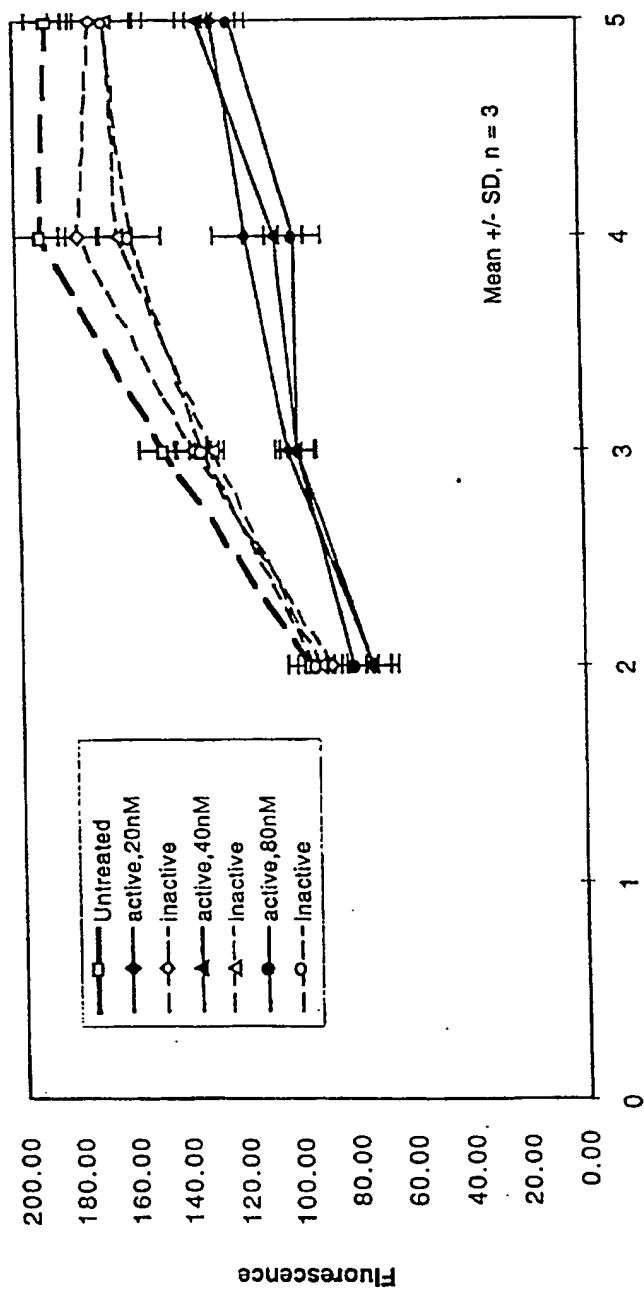 Fluorescence
200.00
180.00
160.00
140.00
120.00
100.00
80.00
60.00
40.00
20.00
0.00
Untreated
active,20nM
inactive
active,40nM
Inactive
active,80nM
Inactive
Mean +/- SD, n = 3
0
1
2
3
4
5